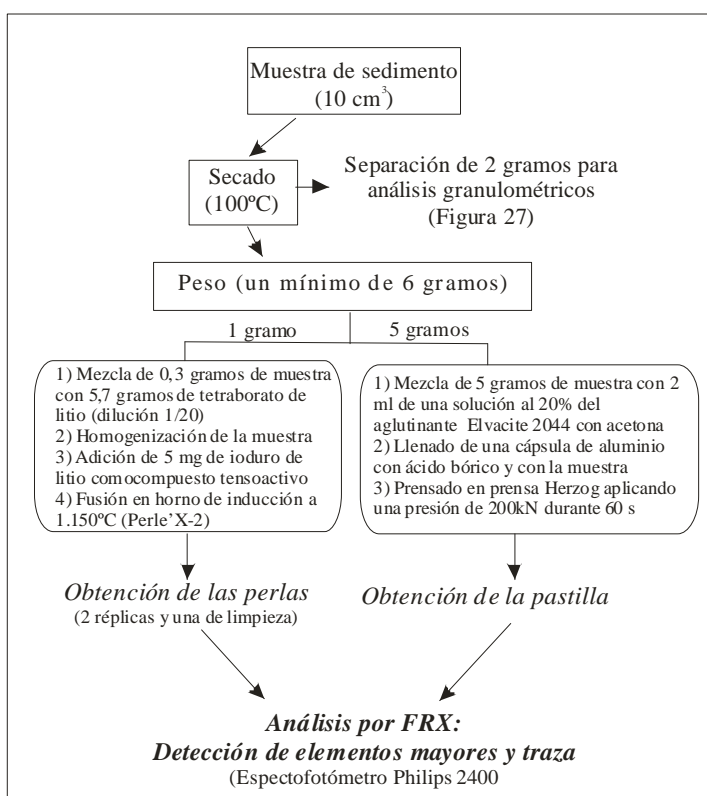 Muestra de sedimento
(10 cm³)
Secado
(100ºC)
Separación de 2 gramos para
análisis granulométricos
(Figura 27)
Peso (un mínimo de 6 gramos)
1 gramo
5 gramos
1) Mezcla de 0,3 gramos de muestra
con 5,7 gramos de tetraborato de
litio (dilución 1/20)
2) Homogenización de la muestra
3) Adición de 5 mg de ioduro de
litio comocompuesto tensoactivo
4) Fusión en horno de inducción a
1.150ºC (Perle’X-2)
1) Mezcla de 5 gramos de muestra con 2
ml de una solución al 20% del
aglutinante Elvacite 2044 con acetona
2) Llenado de una cápsula de aluminio
con ácido bórico y con la muestra
3) Prensado en prensa Herzog aplicando
una presión de 200kN durante 60 s
Obtención de las perlas
(2 réplicas y una de limpieza)
Obtención de la pastilla
Análisis por FRX:
Detección de elementos mayores y traza
(Espectofotómetro Philips 2400